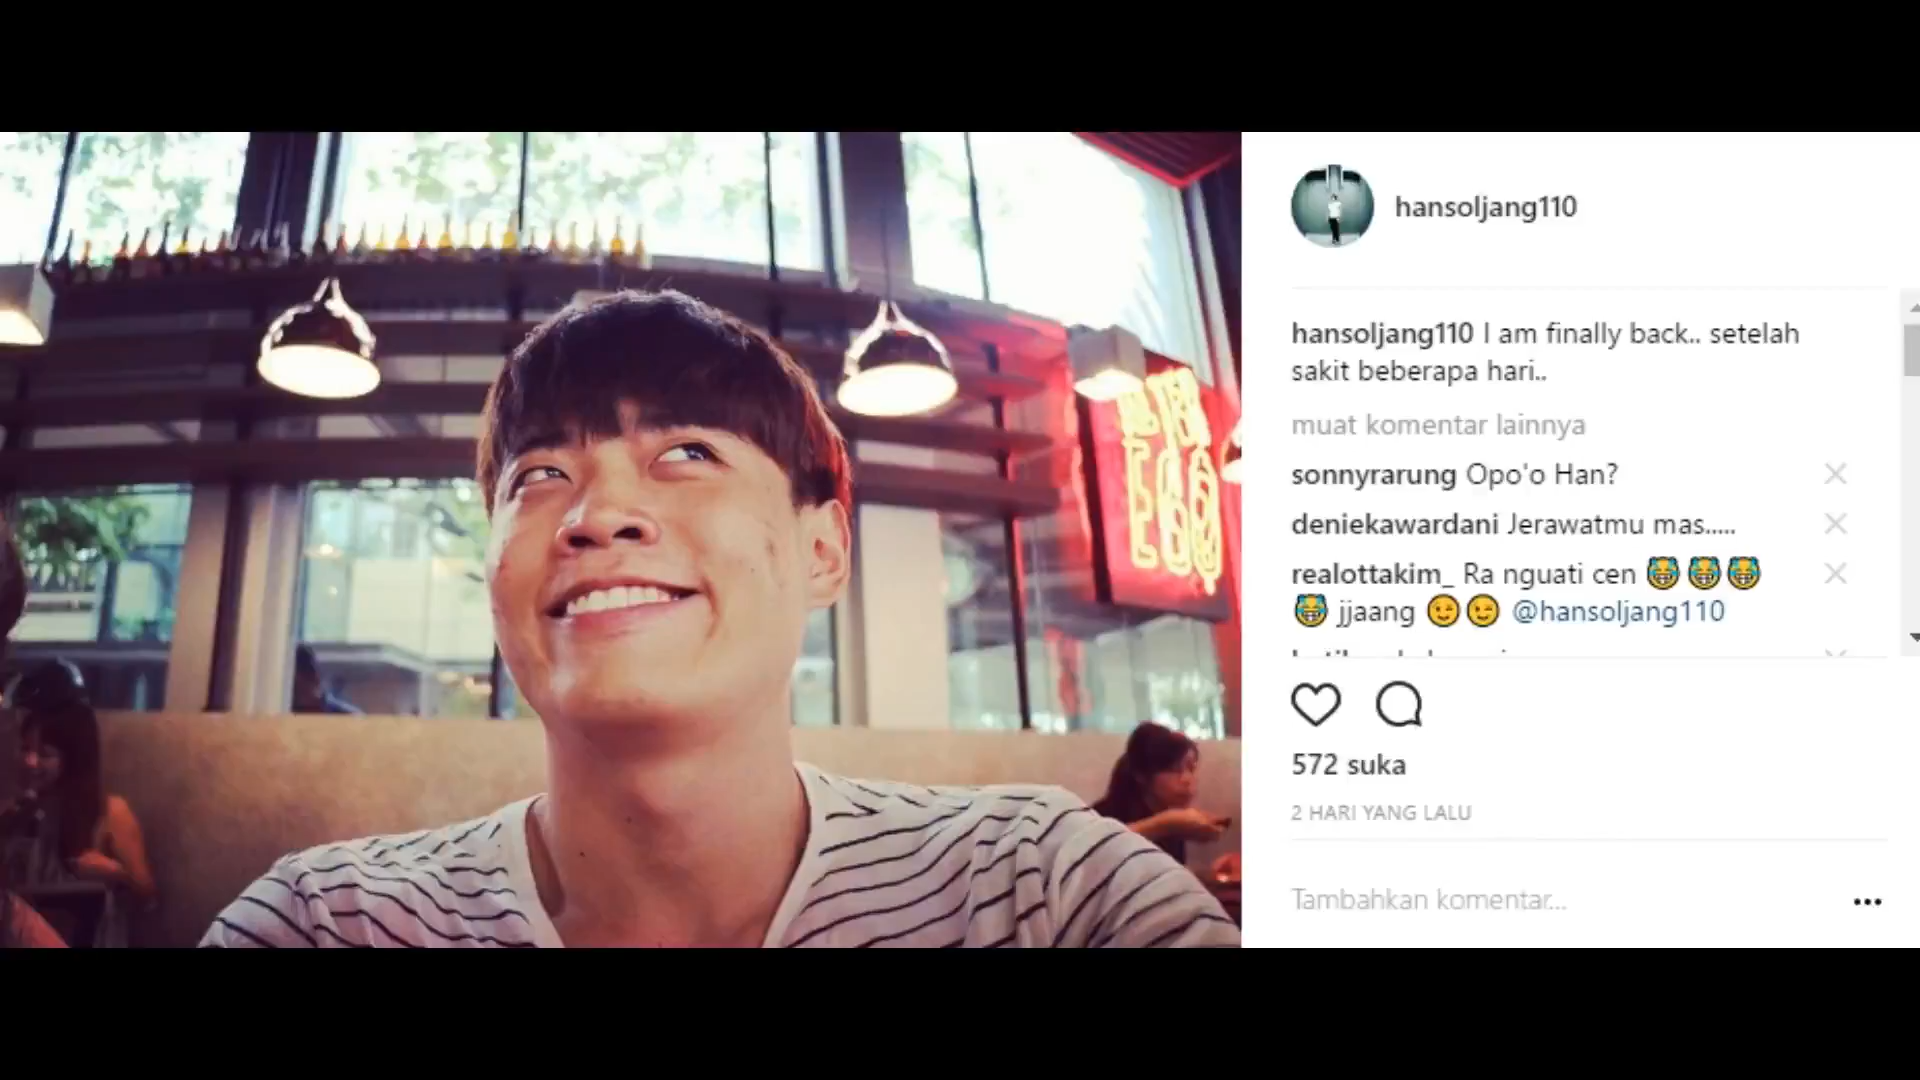 hansoljang110
hansoljang110 I am finally back.. setelah
sakit beberapa hari..
muat komentar lainnya
sonnyrarung Opo'o Han?
deniekawardani Jerawatmu mas.....
realottakim_ Ra nguati cen 😹😹😹
😹 jjaang 😉😉 @hansoljang110
572 suka
2 HARI YANG LALU
Tambahkan komentar...